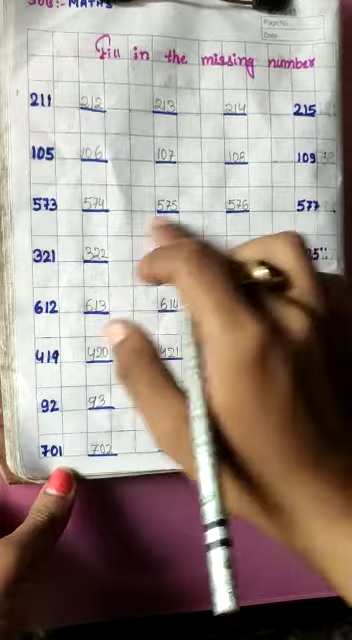 SUB:- MATHS
Page No.
Date
Fill in the missing number
211 212 213 214 215
105 106 107 108 109
573 574 575 576 577
321 322
612 613 614
419 420 421
92 93
701 702